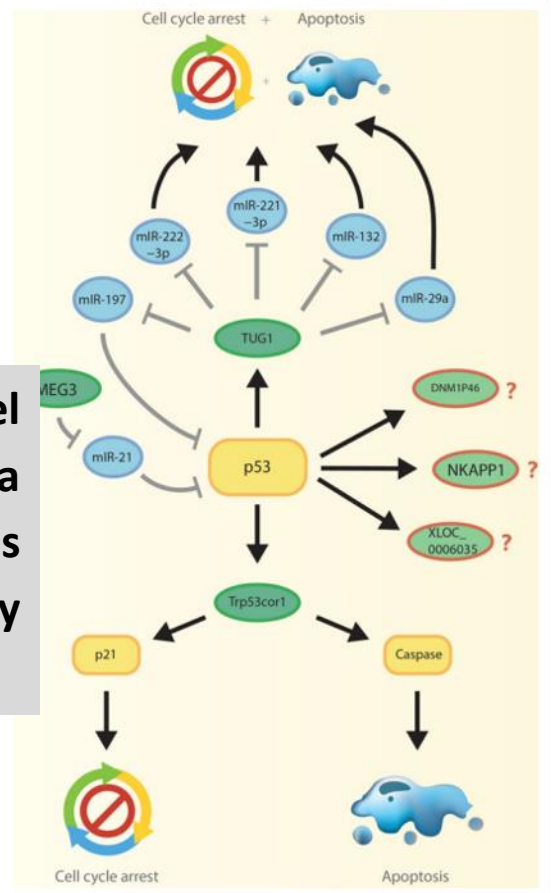 Cell cycle arrest + Apoptosis
+
mIR-221
-3p
mIR-222
-3p
mIR-132
mIR-197
mIR-29a
TUG1
MEG3
DNM1P46 ?
el
a
s
y
mIR-21
p53
NKAPP1 ?
XLOC_
0006035 ?
Trp53cor1
p21
Caspase
Cell cycle arrest
Apoptosis